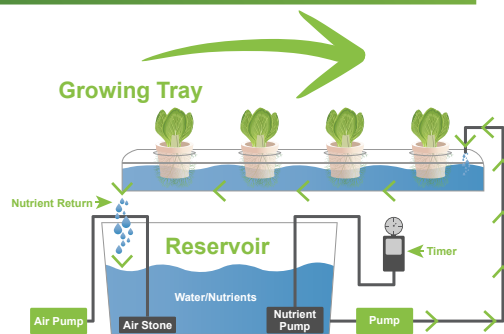 Growing Tray
Nutrient Return
Reservoir
Timer
Water/Nutrients
Air Pump
Air Stone
Nutrient
Pump
Pump